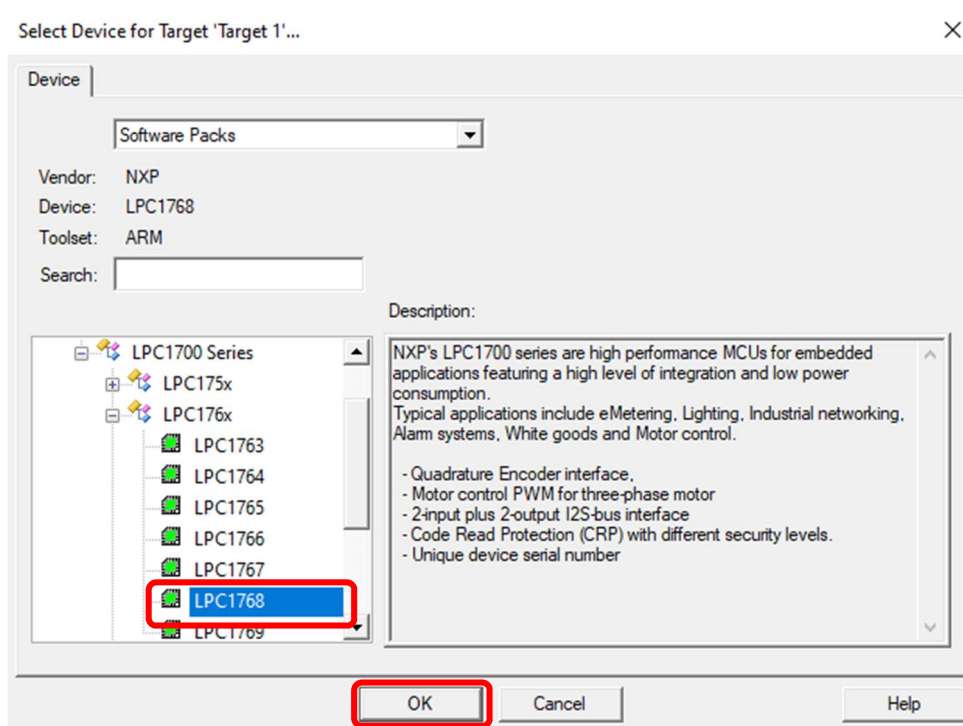 Select Device for Target 'Target 1'...
Device
Software Packs
Vendor: NXP
Device: LPC1768
Toolset: ARM
Search:
Description:
LPC1700 Series
LPC175x
LPC176x
LPC1763
LPC1764
LPC1765
LPC1766
LPC1767
LPC1768
LPC1769
NXP's LPC1700 series are high performance MCUs for embedded
applications featuring a high level of integration and low power
consumption.
Typical applications include eMetering, Lighting, Industrial networking,
Alarm systems, White goods and Motor control.
- Quadrature Encoder interface,
- Motor control PWM for three-phase motor
- 2-input plus 2-output I2S-bus interface
- Code Read Protection (CRP) with different security levels.
- Unique device serial number
OK
Cancel
Help